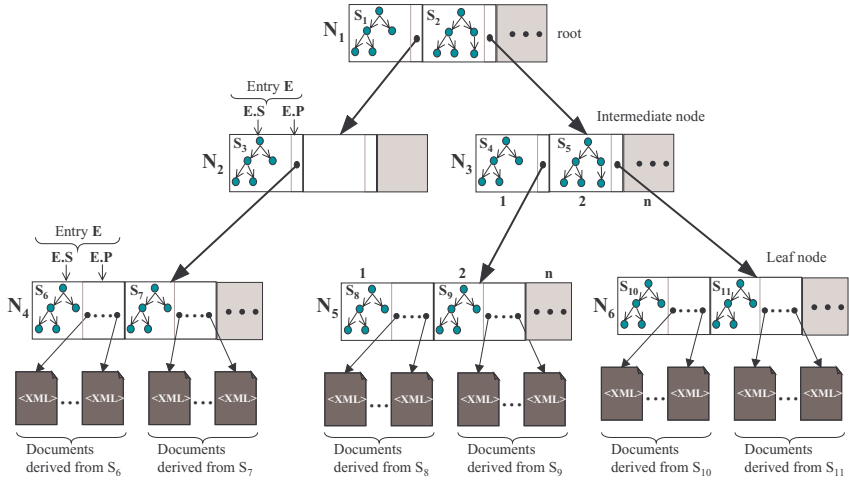 N1 S1 S2 root
Entry E
E.S E.P
Intermediate node
N2 S3
N3 S4 S5
1 2 n
Entry E
E.S E.P
Leaf node
N4 S6 S7
1 2 n
N5 S8 S9
N6 S10 S11
<XML> ... <XML> <XML> ... <XML>
<XML> ... <XML> <XML> ... <XML>
<XML> ... <XML> <XML> ... <XML>
Documents
derived from S6
Documents
derived from S7
Documents
derived from S8
Documents
derived from S9
Documents
derived from S10
Documents
derived from S11